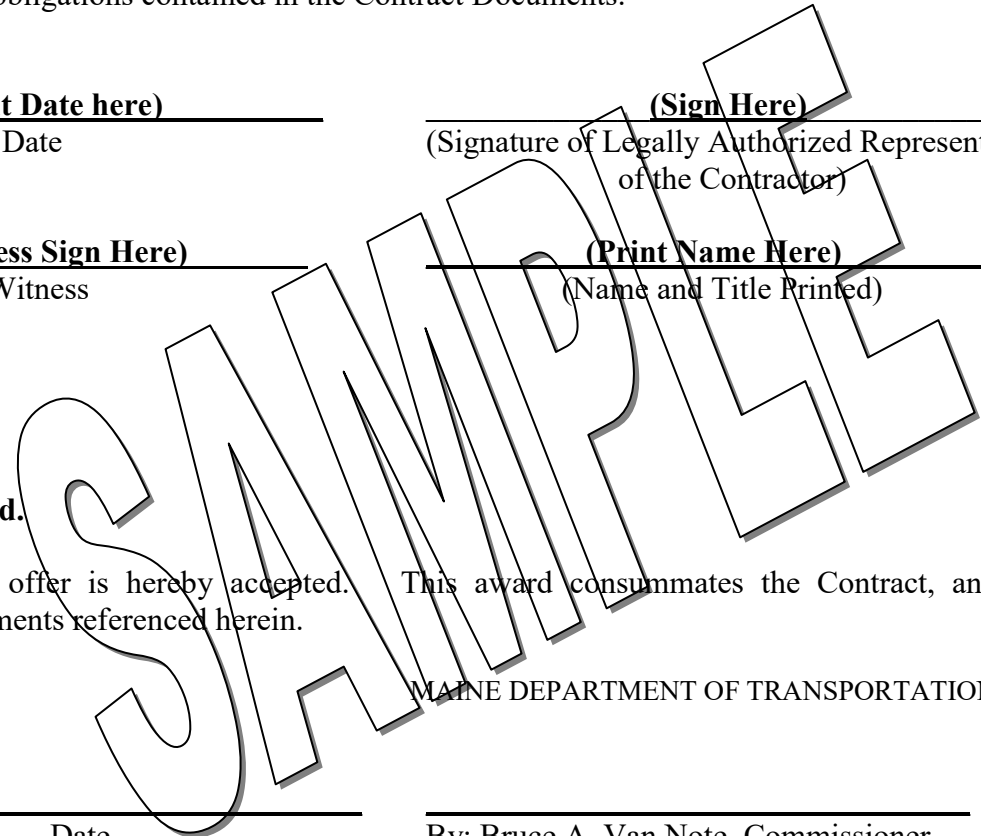 obligations contained in the Contract Documents.
t Date here) (Sign Here)
Date (Signature of Legally Authorized Represent
of the Contractor)
ess Sign Here) (Print Name Here)
Witness (Name and Title Printed)
SAMPLE
d.
offer is hereby accepted. This award consummates the Contract, an
ments referenced herein.
MAINE DEPARTMENT OF TRANSPORTATION
Date By: Bruce A. Van Note, Commissioner